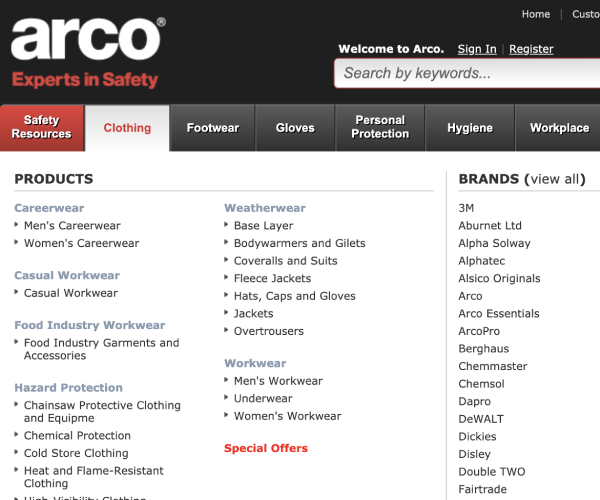 Home | Custo
arco®
Experts in Safety
Welcome to Arco. Sign In | Register
Search by keywords...
Safety Resources
Clothing
Footwear
Gloves
Personal Protection
Hygiene
Workplace
PRODUCTS
Careerwear
Men's Careerwear
Women's Careerwear
Casual Workwear
Casual Workwear
Food Industry Workwear
Food Industry Garments and
Accessories
Hazard Protection
Chainsaw Protective Clothing
and Equipme
Chemical Protection
Cold Store Clothing
Heat and Flame-Resistant
Clothing
High-Visibility Clothing
Weatherwear
Base Layer
Bodywarmers and Gilets
Coveralls and Suits
Fleece Jackets
Hats, Caps and Gloves
Jackets
Overtrousers
Workwear
Men's Workwear
Underwear
Women's Workwear
Special Offers
BRANDS (view all)
3M
Aburnet Ltd
Alpha Solway
Alphatec
Alsico Originals
Arco
Arco Essentials
ArcoPro
Berghaus
Chemmaster
Chemsol
Dapro
DeWALT
Dickies
Disley
Double TWO
Fairtrade